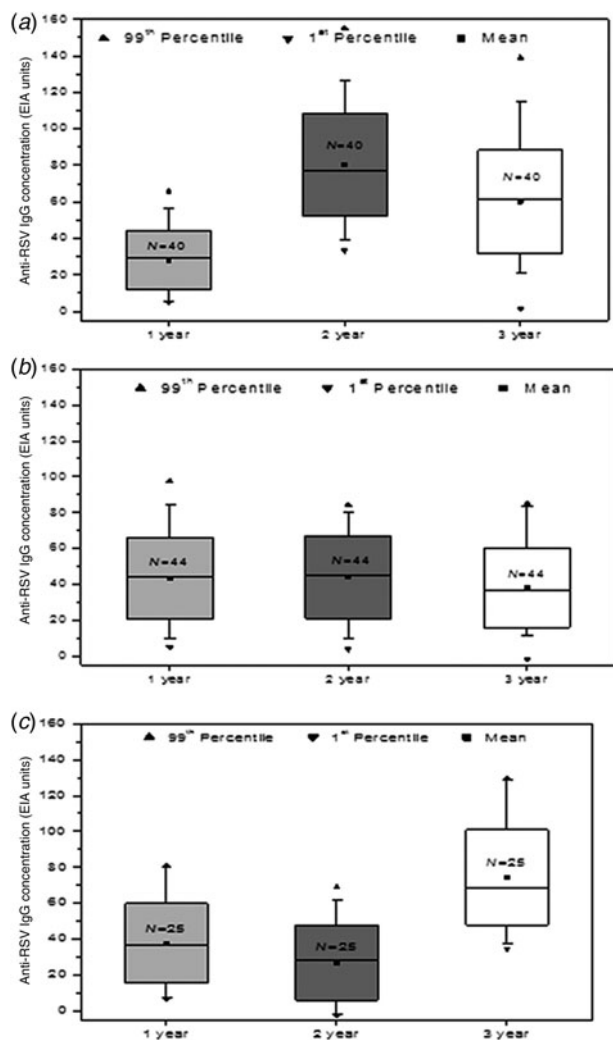 (a)
160
▲ 99th Percentile ▼ 1st Percentile ■ Mean
140
120
100
80
60
40
20
0
Anti-RSV IgG concentration (EIA units)
N=40
N=40
N=40
1 year 2 year 3 year
(b)
160
▲ 99th Percentile ▼ 1st Percentile ■ Mean
140
120
100
80
60
40
20
0
Anti-RSV IgG concentration (EIA units)
N=44
N=44
N=44
1 year 2 year 3 year
(c)
160
▲ 99th Percentile ▼ 1st Percentile ■ Mean
140
120
100
80
60
40
20
0
Anti-RSV IgG concentration (EIA units)
N=25
N=25
N=25
1 year 2 year 3 year